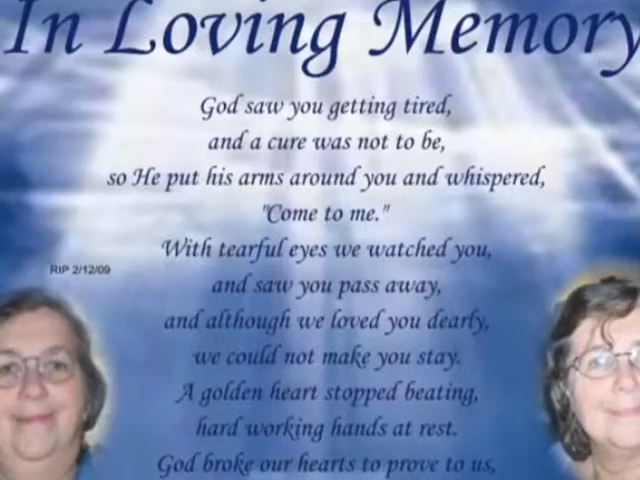 In Loving Memory
God saw you getting tired,
and a cure was not to be,
so He put his arms around you and whispered,
"Come to me."
With tearful eyes we watched you,
RIP 2/12/09
and saw you pass away,
and although we loved you dearly,
we could not make you stay.
A golden heart stopped beating,
hard working hands at rest.
God broke our hearts to prove to us,